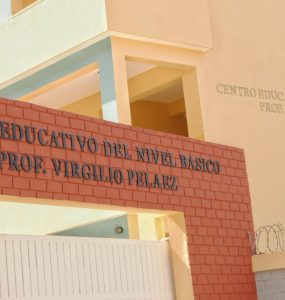 CENTRO EDUC
PROF.
EDUCATIVO DEL NIVEL BASICO
PROF. VIRGILIO PELAEZ